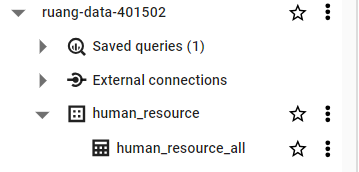 ruang-data-401502
Saved queries (1)
External connections
human_resource
human_resource_all